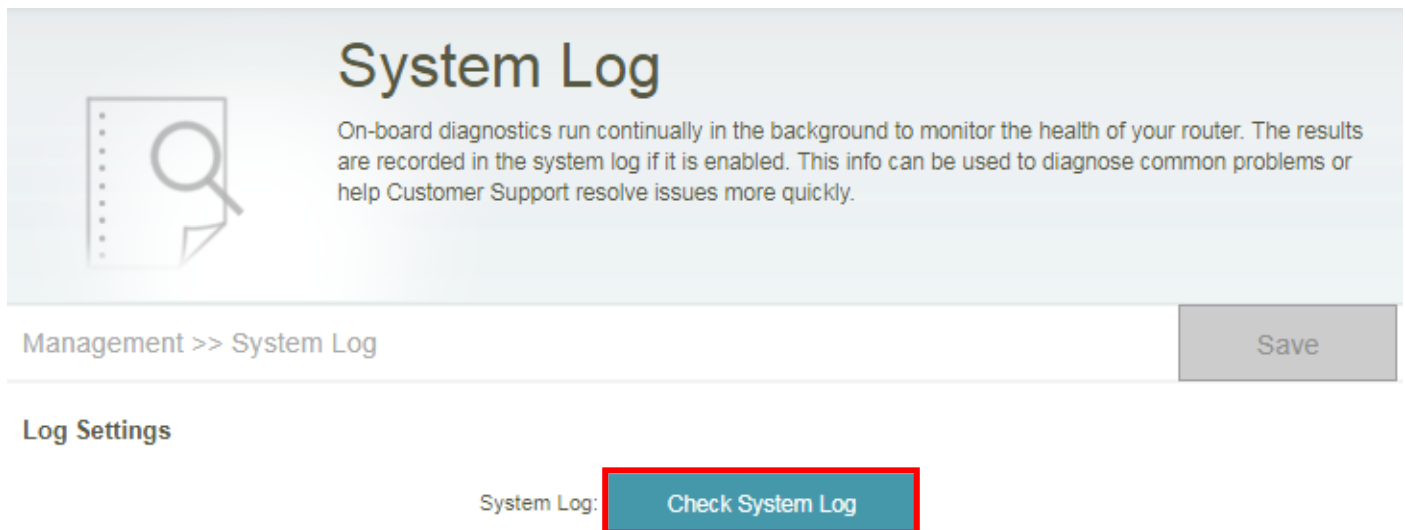 System Log
On-board diagnostics run continually in the background to monitor the health of your router. The results
are recorded in the system log if it is enabled. This info can be used to diagnose common problems or
help Customer Support resolve issues more quickly.
Management >> System Log
Save
Log Settings
System Log:
Check System Log